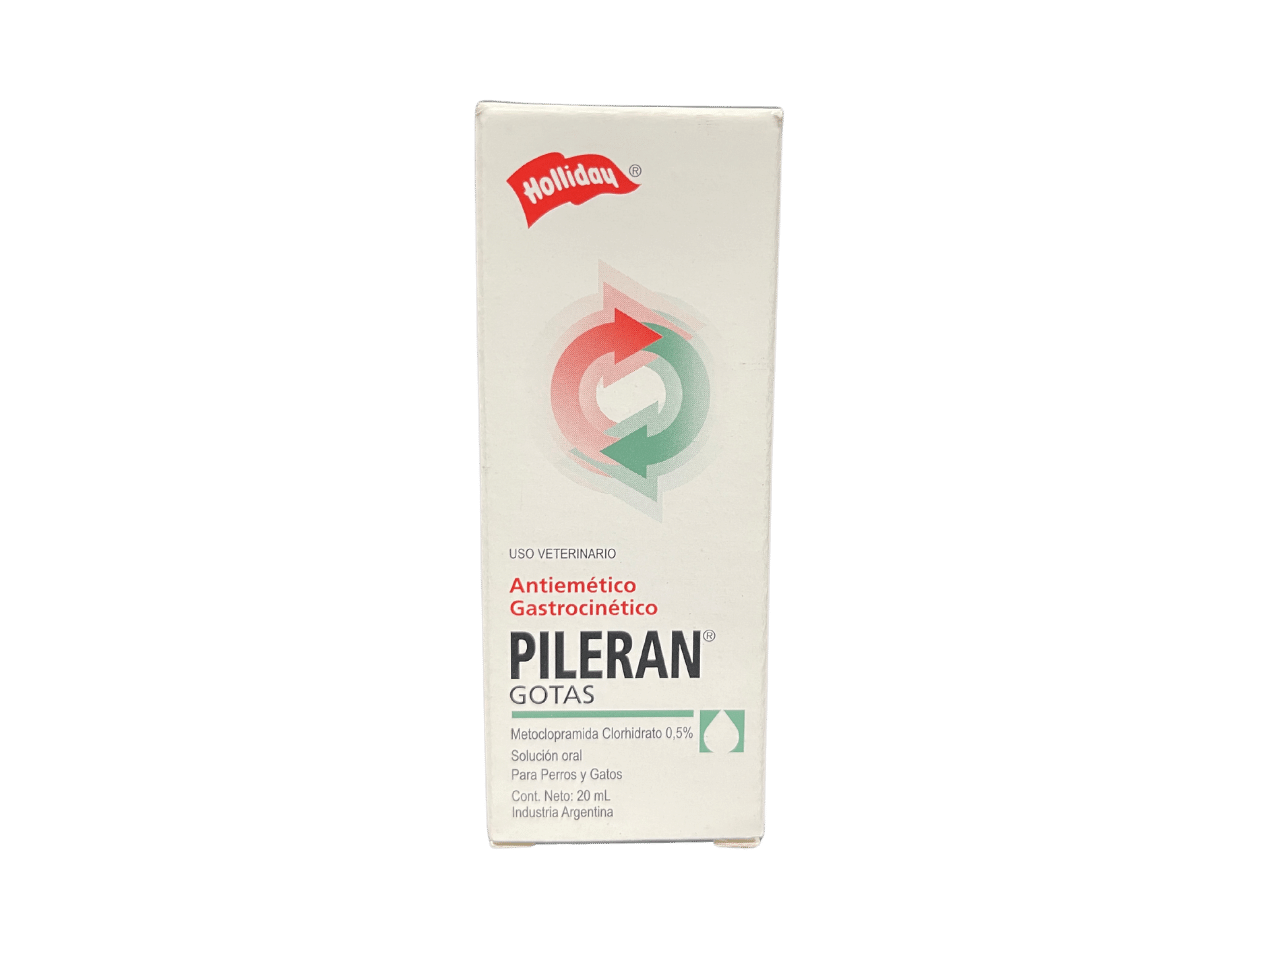 Holliday®
USO VETERINARIO
Antiemético
Gastrocinético
PILERAN®
GOTAS
Metoclopramida Clorhidrato 0,5%
Solución oral
Para Perros y Gatos
Cont. Neto: 20 mL
Industria Argentina